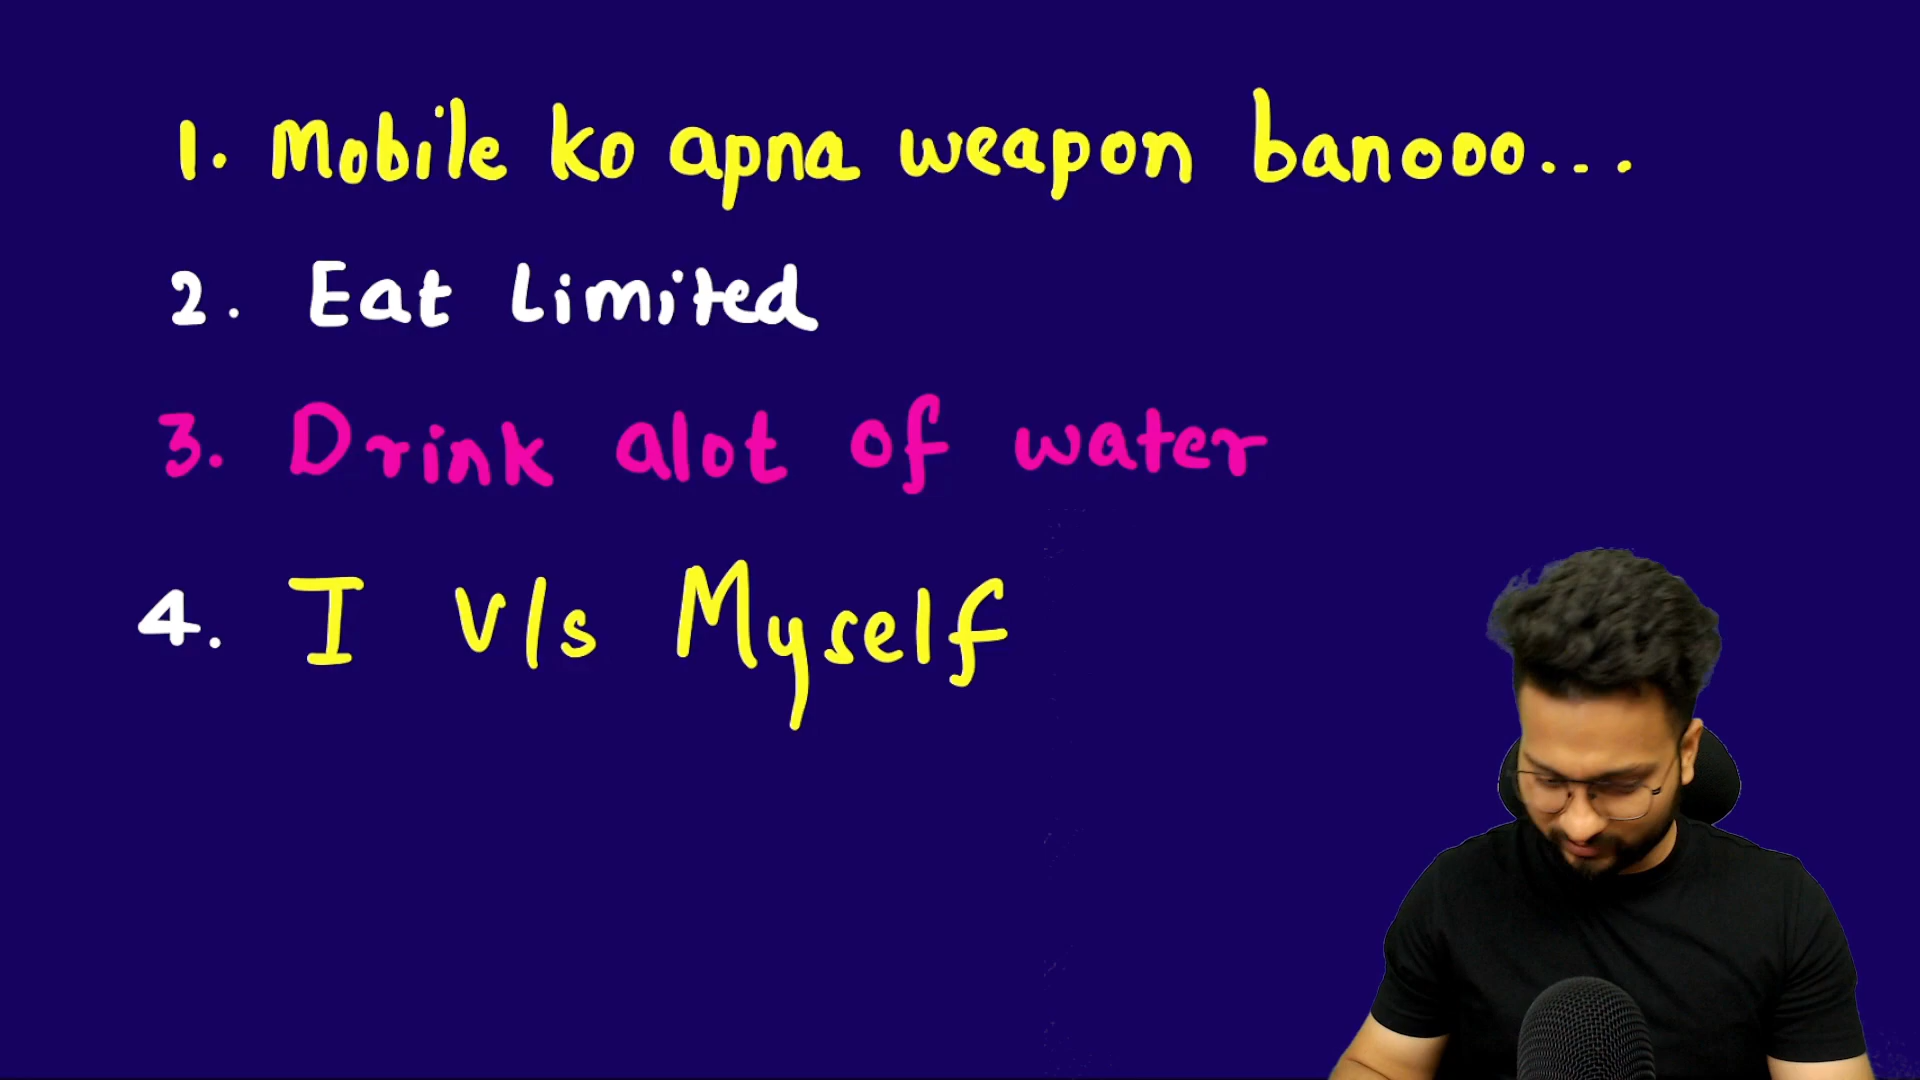 1. Mobile ko apna weapon banooo...
2. Eat Limited
3. Drink alot of water
4. I V/s Myself